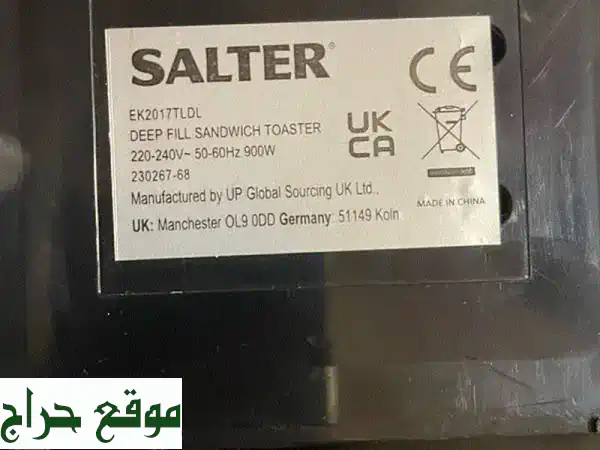 SALTER®
CE
EK2017TLDL
DEEP FILL SANDWICH TOASTER
220-240V~ 50-60Hz 900W
230267-68
UK
CA
Manufactured by UP Global Sourcing UK Ltd.,
MADE IN CHINA
UK: Manchester OL9 0DD Germany: 51149 Koln
موقع حراج